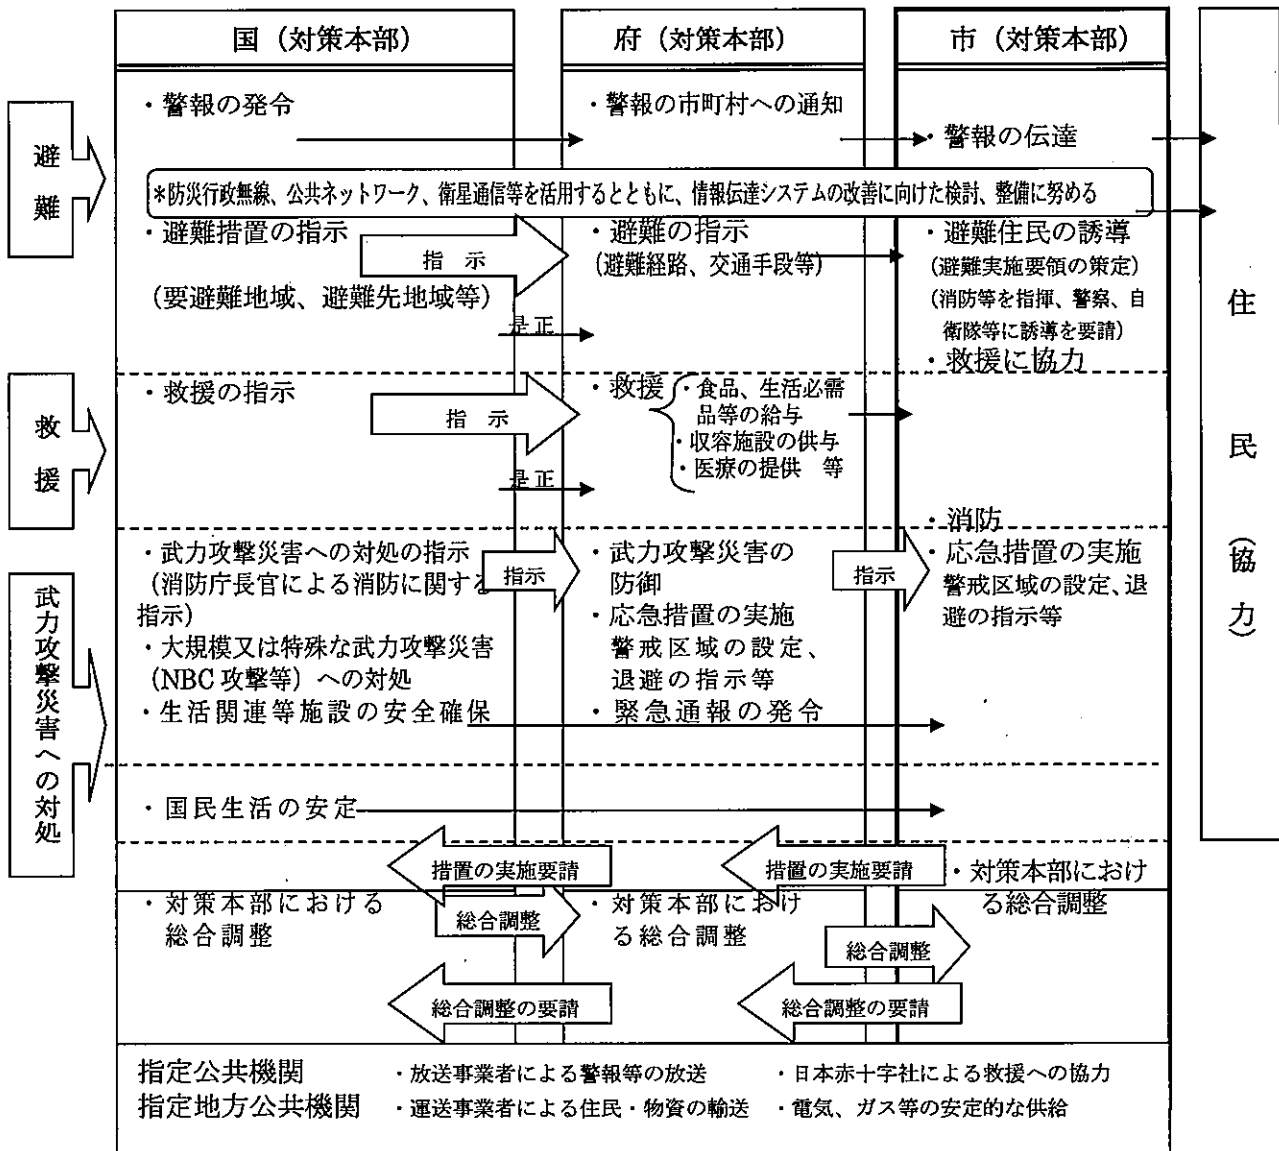 国（対策本部）
府（対策本部）
市（対策本部）
避難
・警報の発令
・警報の市町村への通知
・警報の伝達
＊防災行政無線、公共ネットワーク、衛星通信等を活用するとともに、情報伝達システムの改善に向けた検討、整備に努める
・避難措置の指示
（要避難地域、避難先地域等）
指示
是正
・避難の指示
（避難経路、交通手段等）
・避難住民の誘導
（避難実施要領の策定）
（消防等を指揮、警察、自
衛隊等に誘導を要請）
・救援に協力
救援
・救援の指示
指示
是正
・救援
・食品、生活必需
品等の給与
・収容施設の供与
・医療の提供　等
武力攻撃災害への対処
・武力攻撃災害への対処の指示
（消防庁長官による消防に関する
指示）
・大規模又は特殊な武力攻撃災害
（NBC攻撃等）への対処
・生活関連等施設の安全確保
指示
・武力攻撃災害の
防御
・応急措置の実施
警戒区域の設定、
退避の指示等
・緊急通報の発令
指示
・消防
・応急措置の実施
警戒区域の設定、退
避の指示等
・国民生活の安定
措置の実施要請
措置の実施要請
・対策本部における
総合調整
総合調整
・対策本部におけ
る総合調整
総合調整
・対策本部におけ
る総合調整
総合調整の要請
総合調整の要請
住民（協力）
指定公共機関
・放送事業者による警報等の放送
・日本赤十字社による救援への協力
指定地方公共機関
・運送事業者による住民・物資の輸送
・電気、ガス等の安定的な供給